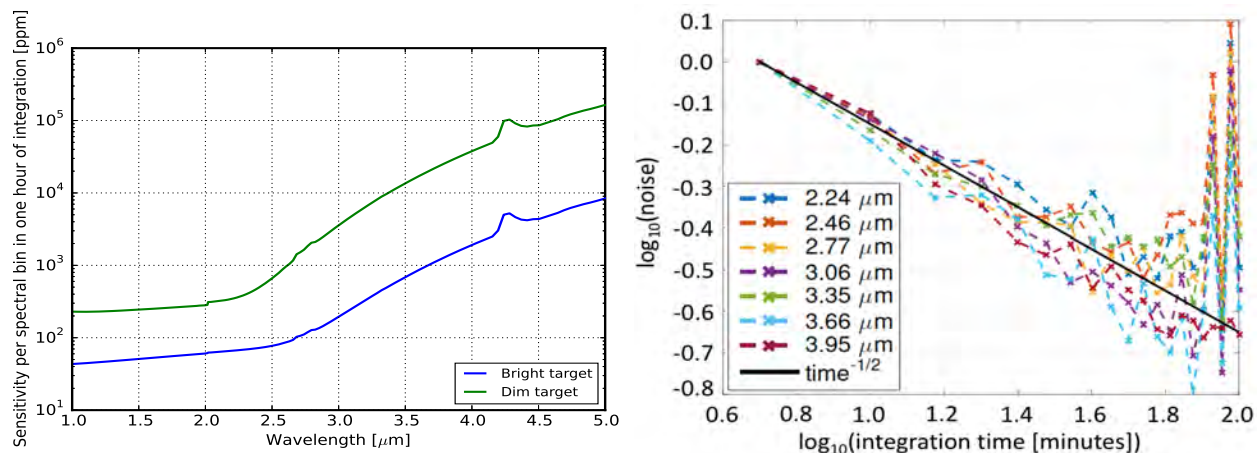 Sensitivity per spectral bin in one hour of integration [ppm]
10^6
10^5
10^4
10^3
10^2
10^1
1.0 1.5 2.0 2.5 3.0 3.5 4.0 4.5 5.0
Wavelength [μm]
Bright target
Dim target
log₁₀(noise)
0.1
0.0
-0.1
-0.2
-0.3
-0.4
-0.5
-0.6
-0.7
-0.8
2.24 μm
2.46 μm
2.77 μm
3.06 μm
3.35 μm
3.66 μm
3.95 μm
time^-1/2
0.6 0.8 1.0 1.2 1.4 1.6 1.8 2.0
log₁₀(integration time [minutes])